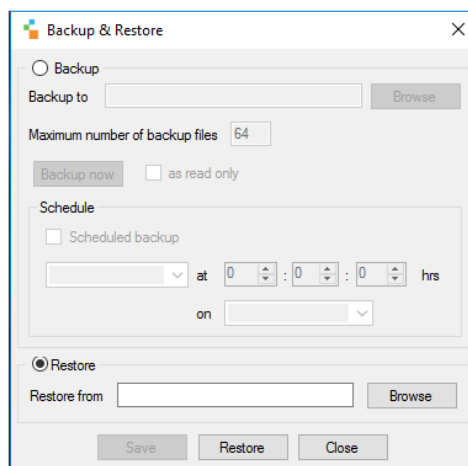 Backup & Restore
Backup
Backup to Browse
Maximum number of backup files 64
Backup now as read only
Schedule
Scheduled backup
at 0 : 0 : 0 hrs
on
Restore
Restore from Browse
Save Restore Close